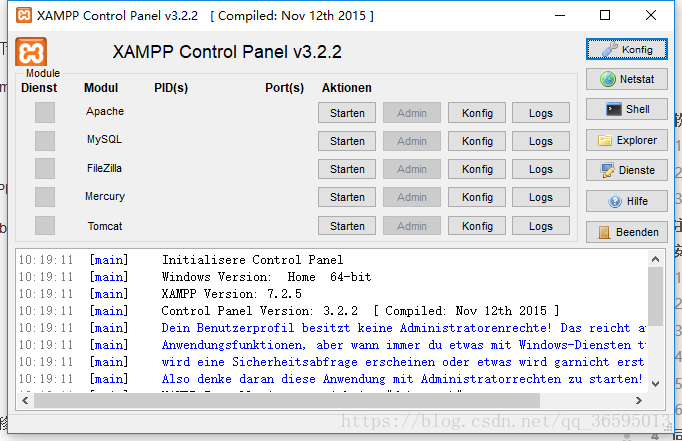 XAMPP Control Panel v3.2.2 [ Compiled: Nov 12th 2015 ]
XAMPP Control Panel v3.2.2
Konfig
Module
Dienst Modul PID(s) Port(s) Aktionen
Netstat
Apache Starten Admin Konfig Logs
Shell
MySQL Starten Admin Konfig Logs
Explorer
FileZilla Starten Admin Konfig Logs
Dienste
Mercury Starten Admin Konfig Logs
Hilfe
Tomcat Starten Admin Konfig Logs
Beenden
10:19:11 [main] Initialisere Control Panel
10:19:11 [main] Windows Version: Home 64-bit
10:19:11 [main] XAMPP Version: 7.2.5
10:19:11 [main] Control Panel Version: 3.2.2 [ Compiled: Nov 12th 2015 ]
10:19:11 [main] Dein Benutzerprofil besitzt keine Administratorenrechte! Das reicht
10:19:11 [main] Anwendungsfunktionen, aber wann immer du etwas mit Windows-Diensten
10:19:11 [main] wird eine Sicherheitsabfrage erscheinen oder etwas wird garnicht
10:19:11 [main] Also denke daran diese Anwendung mit Administratorrechten zu starten!
https://blog.csdn.net/qq_36595013